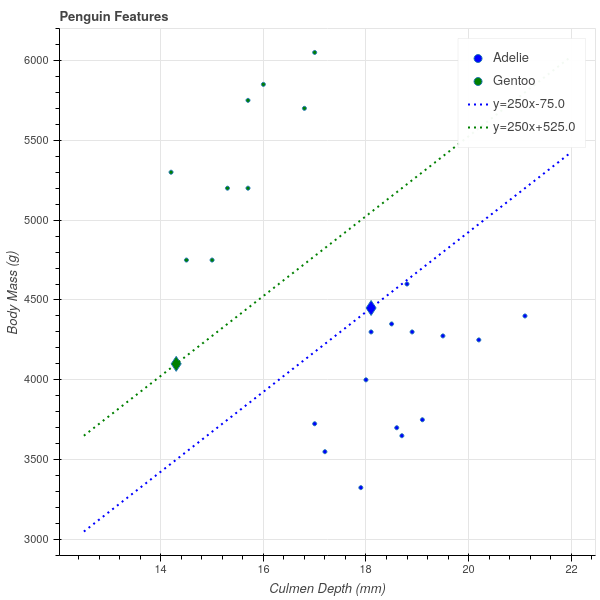 Penguin Features
Adelie
Gentoo
y=250x-75.0
y=250x+525.0
6000
5500
5000
4500
4000
3500
3000
Body Mass (g)
14
16
18
20
22
Culmen Depth (mm)